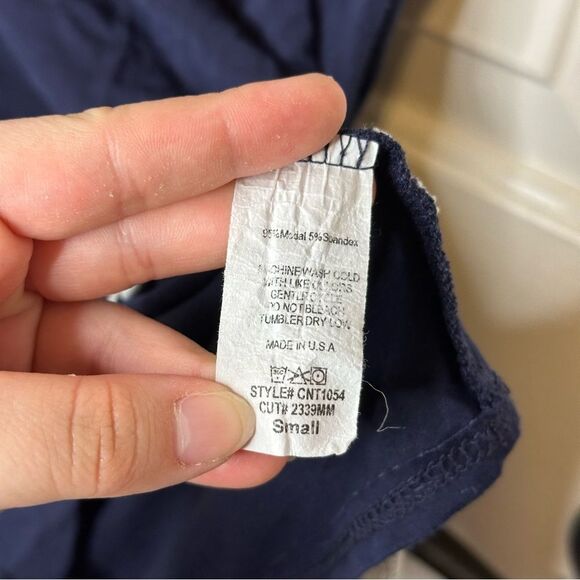 95% Modal 5% Spandex
MACHINE WASH COLD
WITH LIKE COLORS
GENTLE CYCLE
DO NOT BLEACH
TUMBLER DRY LOW
MADE IN U.S.A
STYLE# CNT1054
CUT# 2339MM
Small